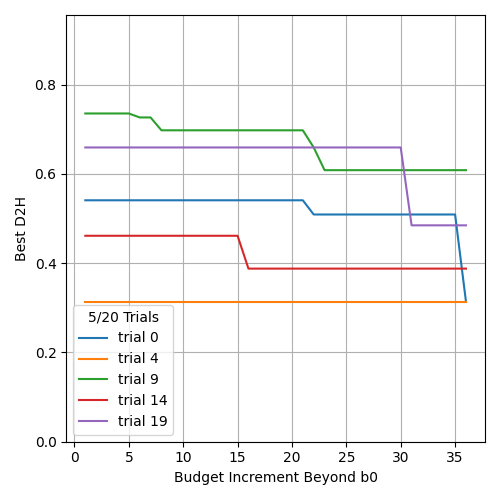 0.8
0.6
0.4
0.2
0.0
Best D2H
5/20 Trials
trial 0
trial 4
trial 9
trial 14
trial 19
0 5 10 15 20 25 30 35
Budget Increment Beyond b0